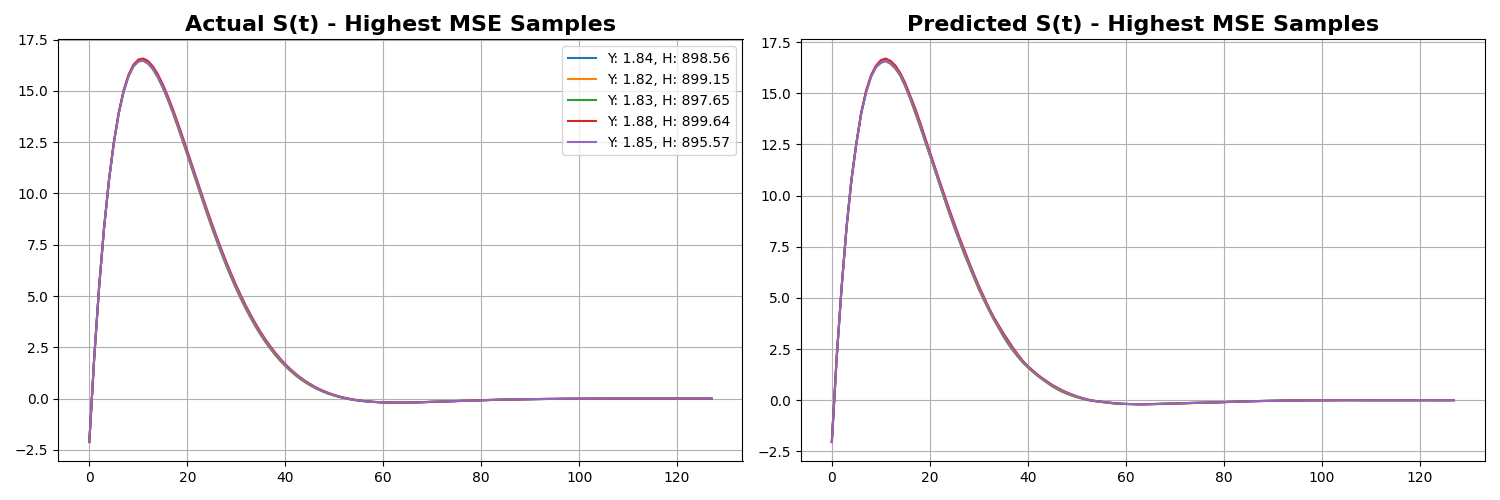 Actual S(t) - Highest MSE Samples
17.5
15.0
12.5
10.0
7.5
5.0
2.5
0.0
−2.5
0 20 40 60 80 100 120
Y: 1.84, H: 898.56
Y: 1.82, H: 899.15
Y: 1.83, H: 897.65
Y: 1.88, H: 899.64
Y: 1.85, H: 895.57
Predicted S(t) - Highest MSE Samples
17.5
15.0
12.5
10.0
7.5
5.0
2.5
0.0
−2.5
0 20 40 60 80 100 120